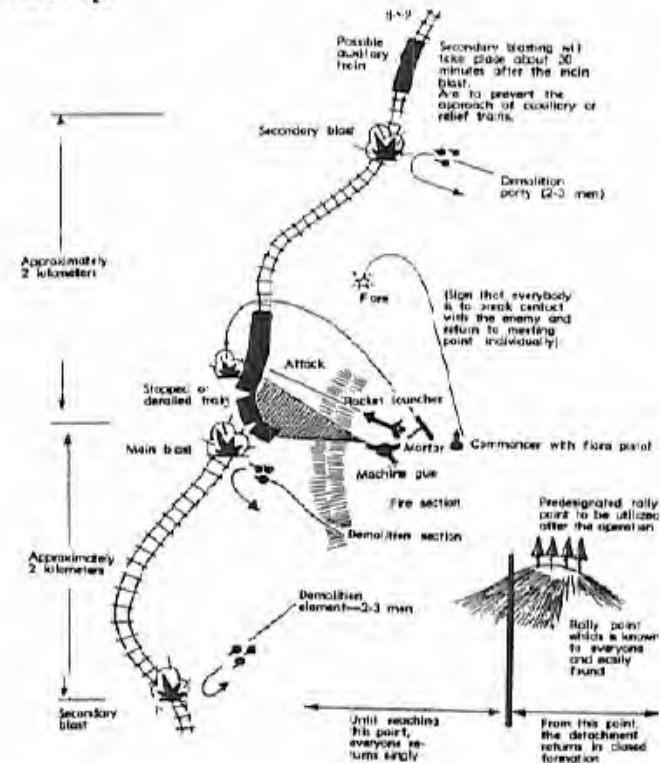 Possible
auxiliary
train
Secondary blasting will
take place about 30
minutes after the main
blast.
Are to prevent the
approach of auxiliary or
relief trains.
Secondary blast
Demolition
party (2-3 men)
Approximately
2 kilometers
Flare
(Sign that everybody
is to break contact
with the enemy and
return to meeting
point individually)
Attack
Stopped or
derailed train
Rocket launcher
Mortar
Commander with flare pistol
Main blast
Machine gun
Fire section
Demolition section
Predesignated rally
point to be utilized
after the operation
Approximately
2 kilometers
Demolition
element—2-3 men
Rally point
which is known
to everyone
and easily
found
Secondary
blast
Until reaching
this point,
everyone re-
turns singly
From this point,
the detachment
returns in closed
formation